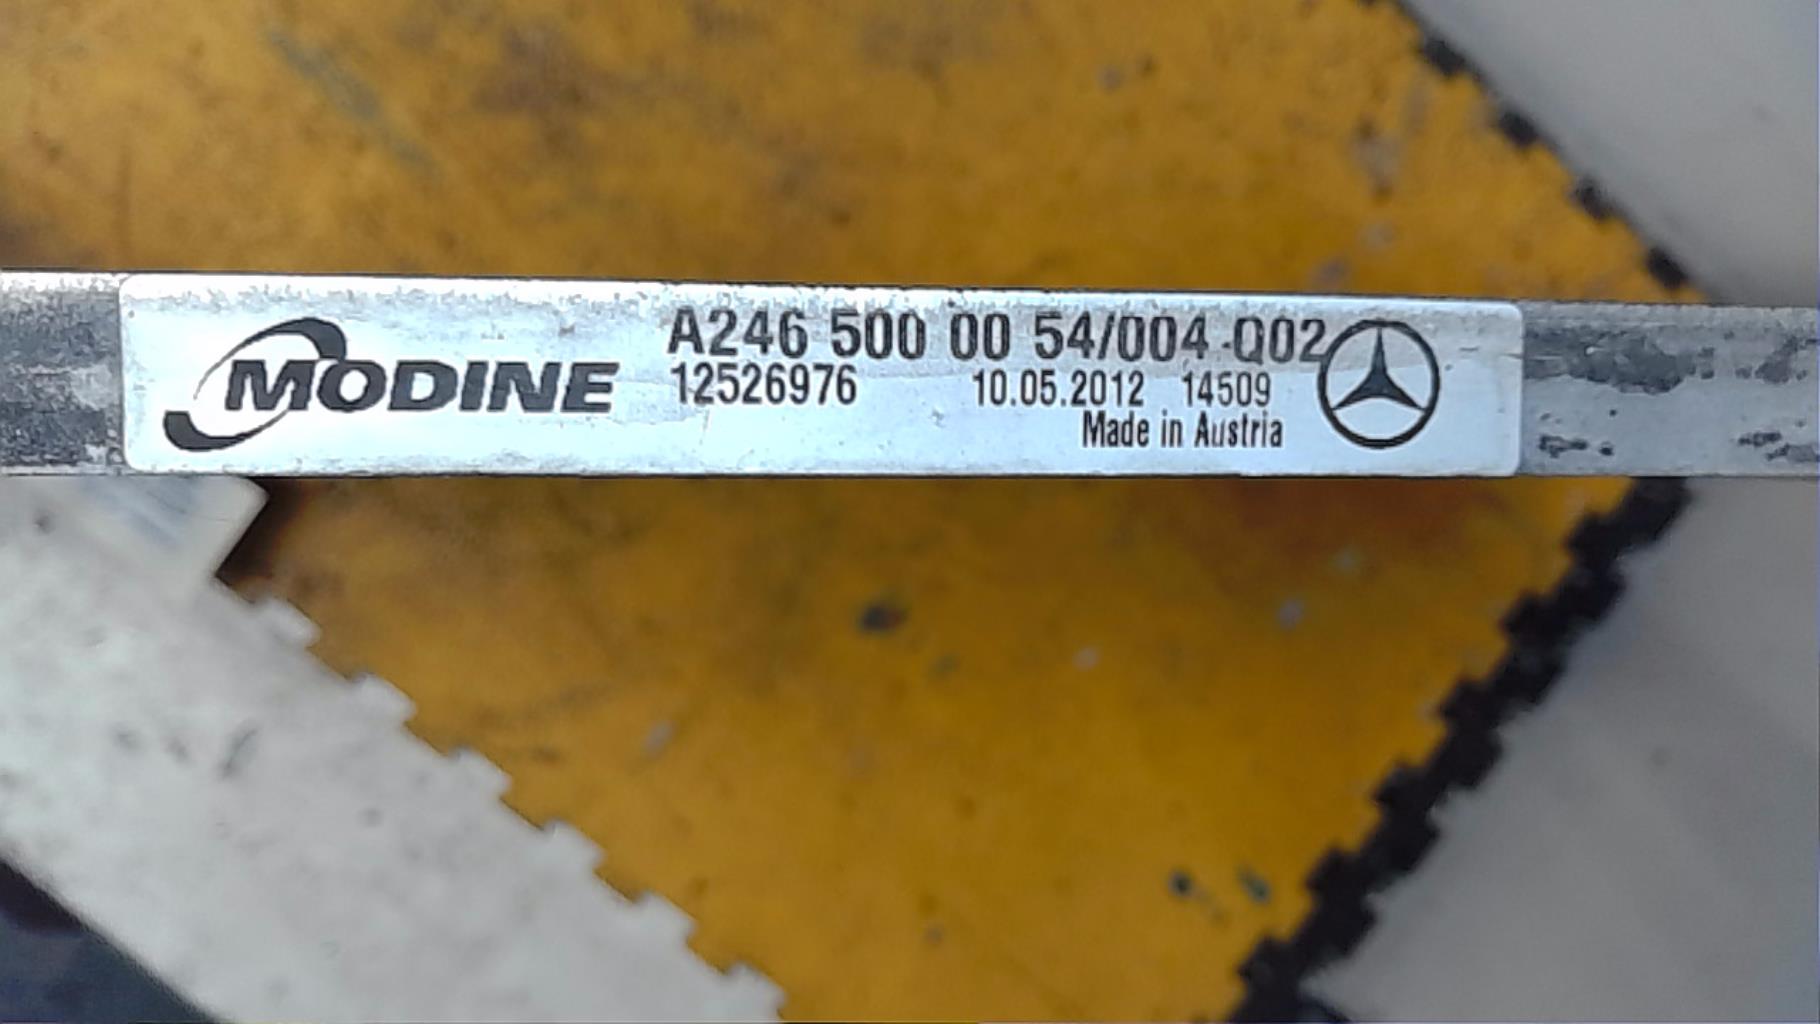 MODINE
A246 500 00 54/004 -Q02
12526976 10.05.2012 14509
Made in Austria